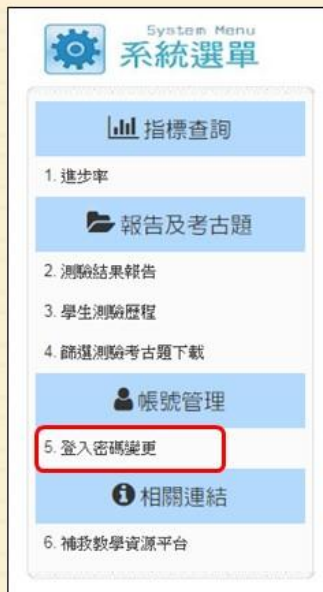 System Menu
系統選單
指標查詢
1. 進步率
報告及考古題
2. 測驗結果報告
3. 學生測驗歷程
4. 篩選測驗考古題下載
帳號管理
5. 登入密碼變更
相關連結
6. 補救教學資源平台